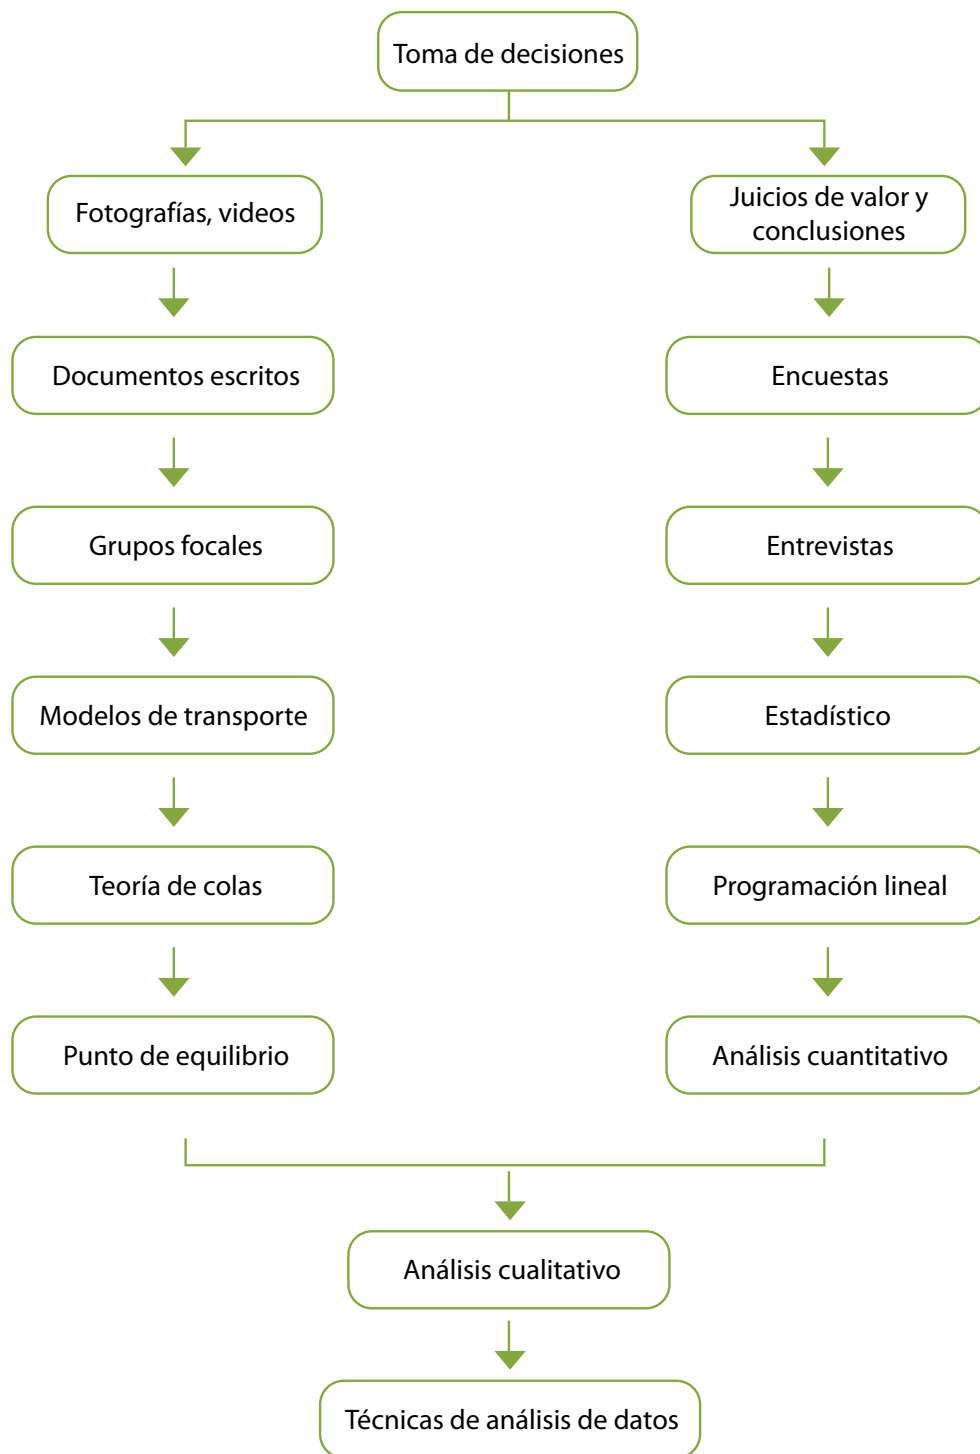 Toma de decisiones
Fotografías, videos
Juicios de valor y
conclusiones
Documentos escritos
Encuestas
Grupos focales
Entrevistas
Modelos de transporte
Estadístico
Teoría de colas
Programación lineal
Punto de equilibrio
Análisis cuantitativo
Análisis cualitativo
Técnicas de análisis de datos